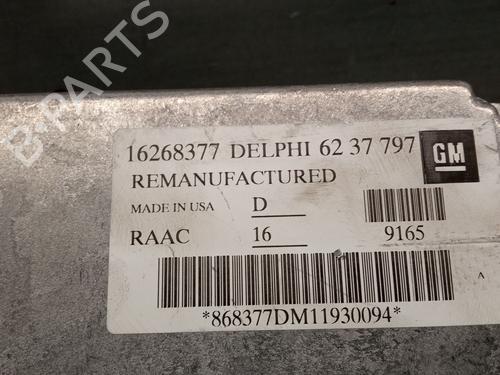 B-PARTS
16268377 DELPHI 62 37 797
GM
REMANUFACTURED
MADE IN USA D
RAAC 16 9165
A
*868377DM11930094*